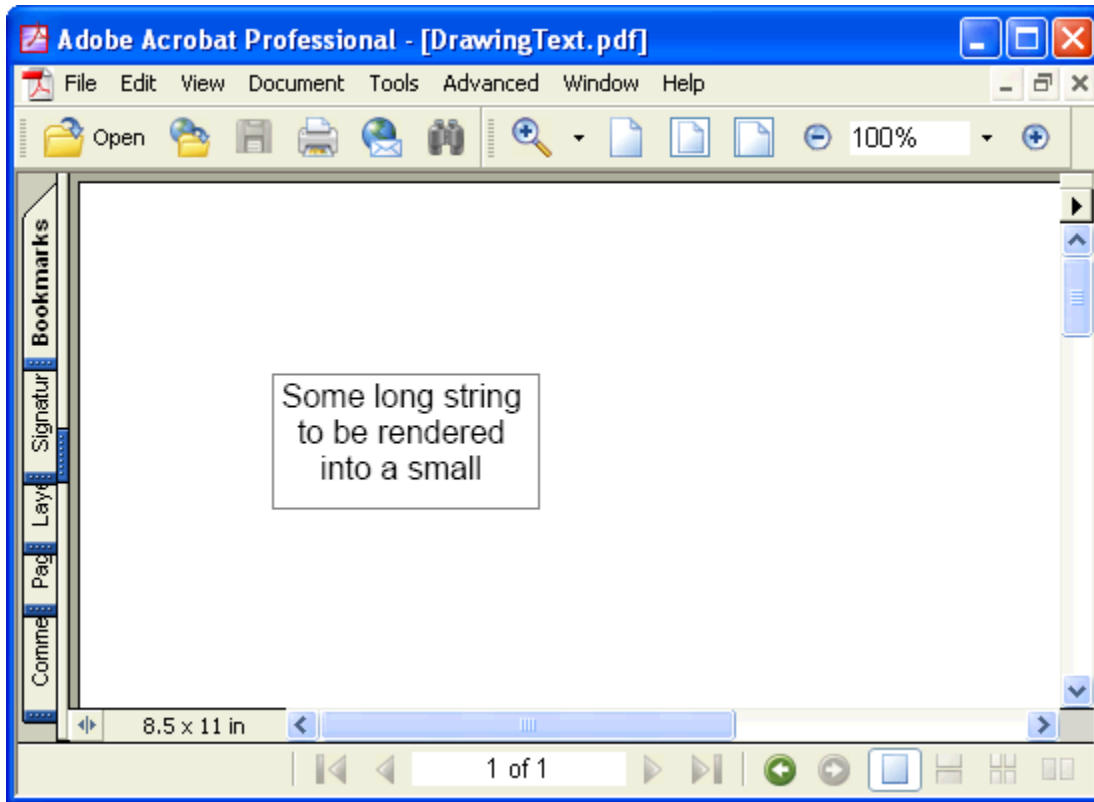 Adobe Acrobat Professional - [DrawingText.pdf]
File Edit View Document Tools Advanced Window Help
Open 100%
Bookmarks
Signatur
Laye
Pag
Comme
Some long string
to be rendered
into a small
8.5 x 11 in
1 of 1